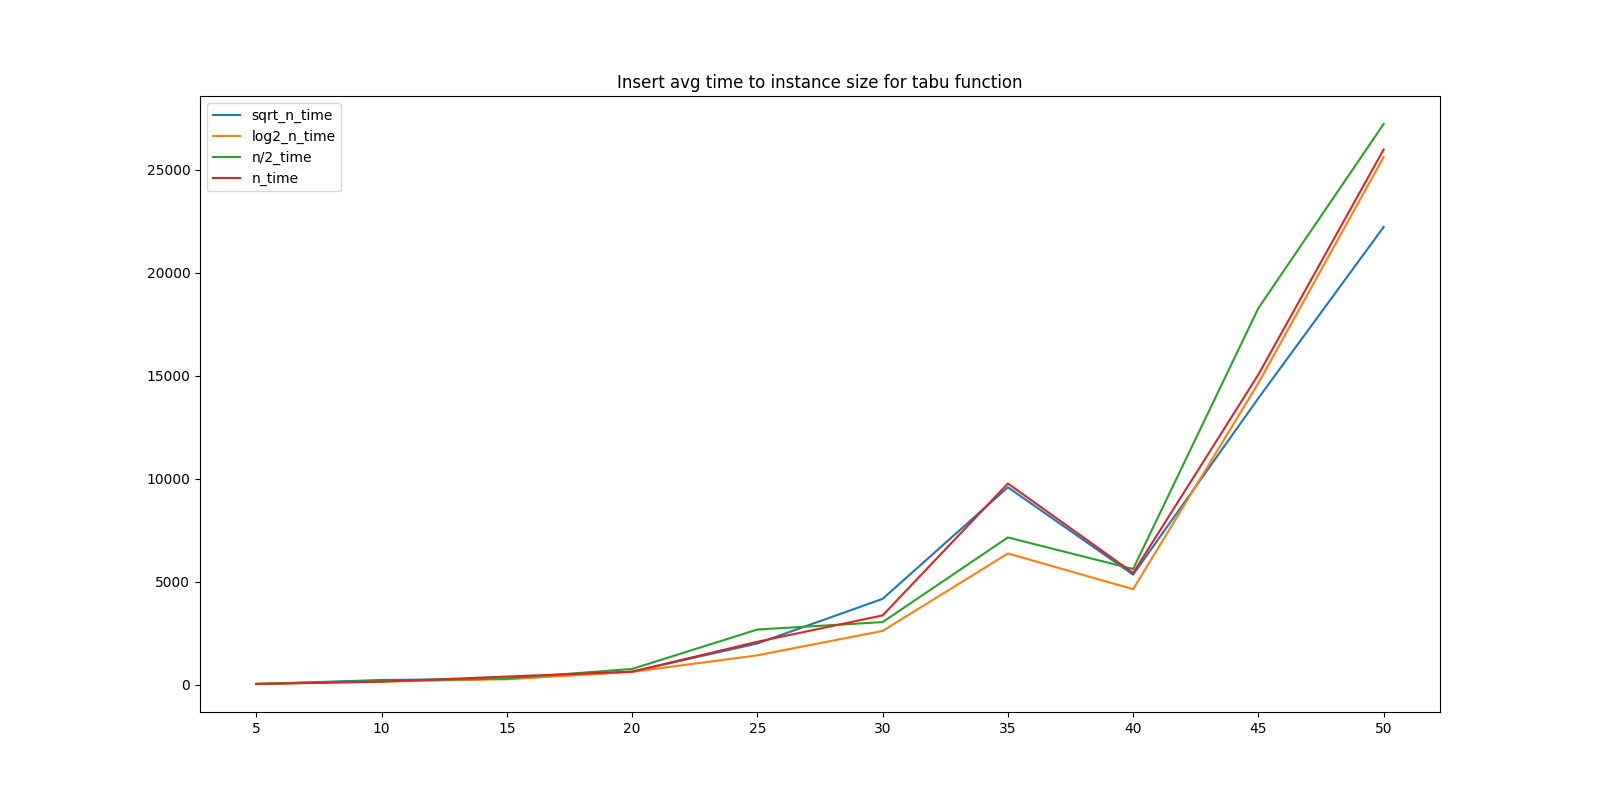 Insert avg time to instance size for tabu function
sqrt_n_time
log2_n_time
n/2_time
n_time
25000
20000
15000
10000
5000
0
5 10 15 20 25 30 35 40 45 50